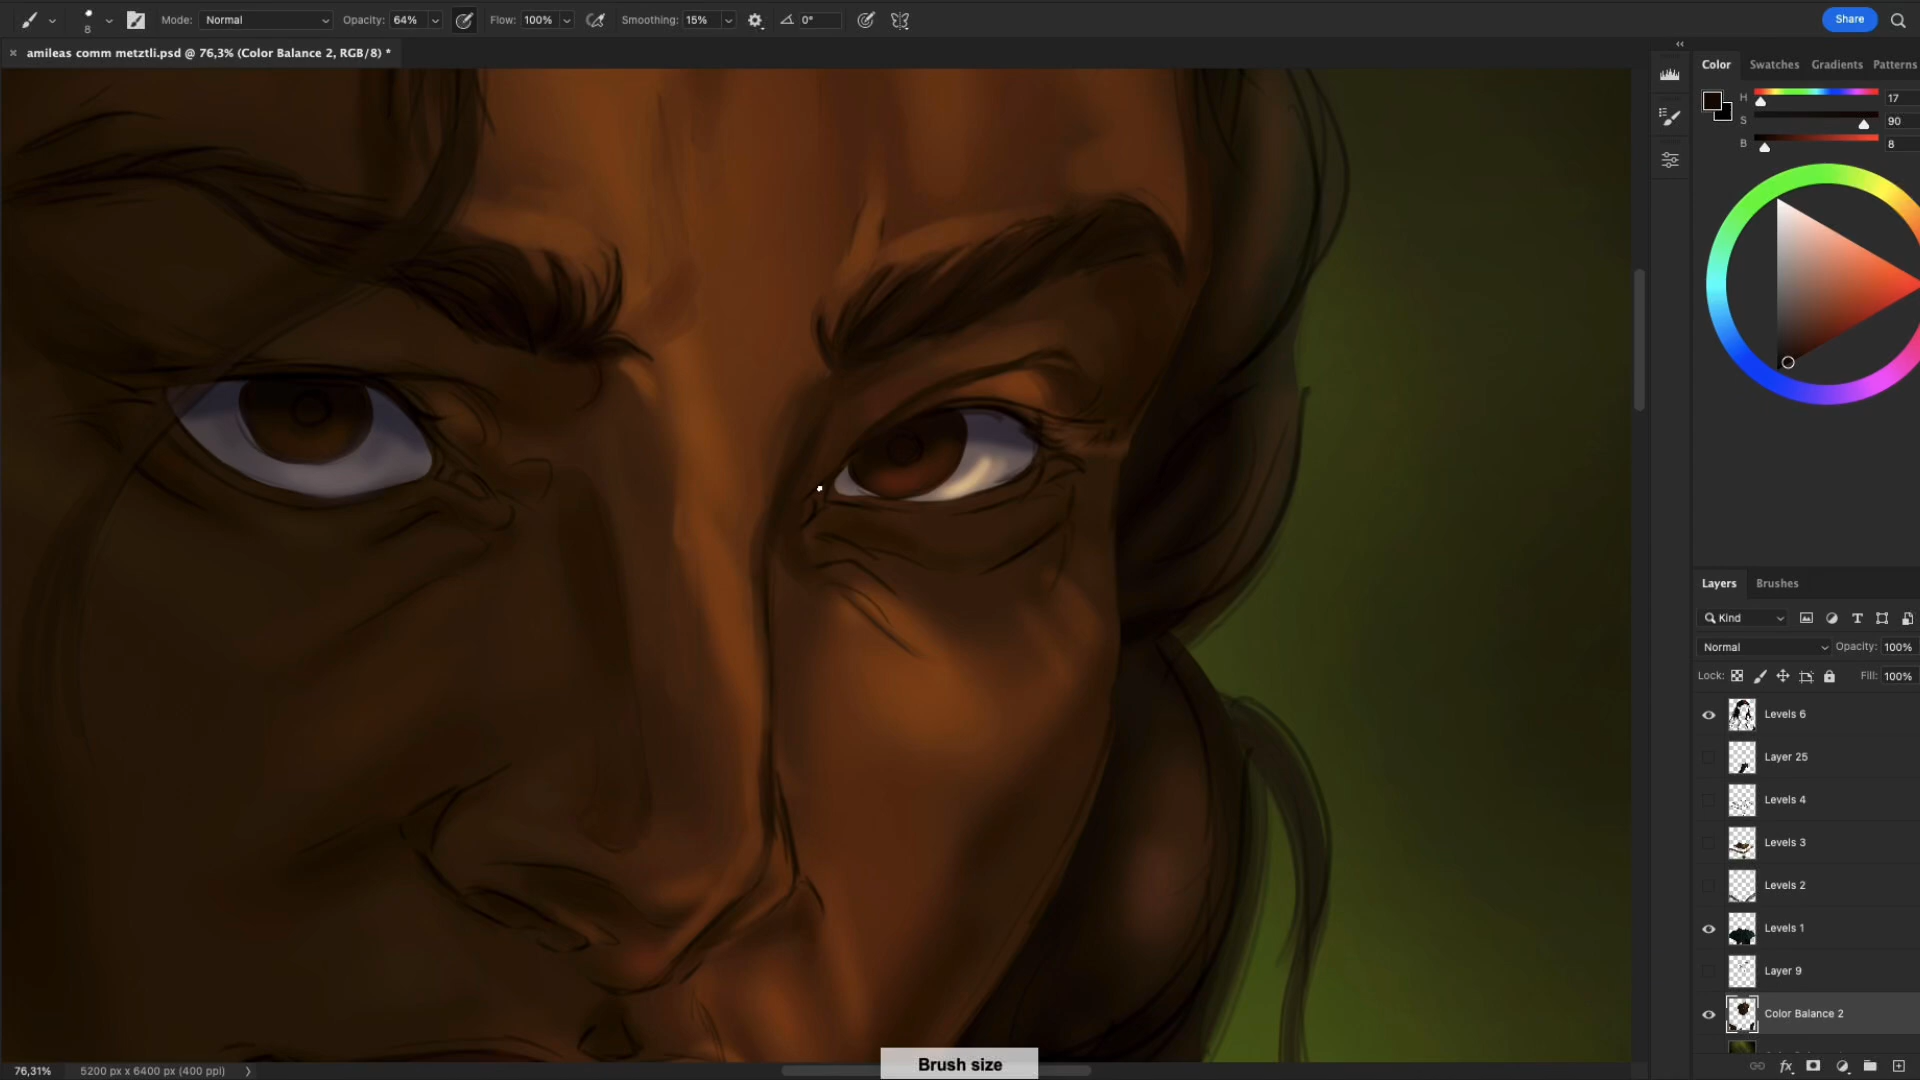 8
Mode: Normal
Opacity: 64%
Flow: 100%
Smoothing: 15%
0°
Share
× amileas comm metztli.psd @ 76,3% (Color Balance 2, RGB/8) *
Color Swatches Gradients Patterns
H 17
S 90
B 8
Layers Brushes
Kind
Normal Opacity: 100%
Lock: Fill: 100%
Levels 6
Layer 25
Levels 4
Levels 3
Levels 2
Levels 1
Layer 9
Color Balance 2
fx
76,31% 5200 px x 6400 px (400 ppi)
Brush size